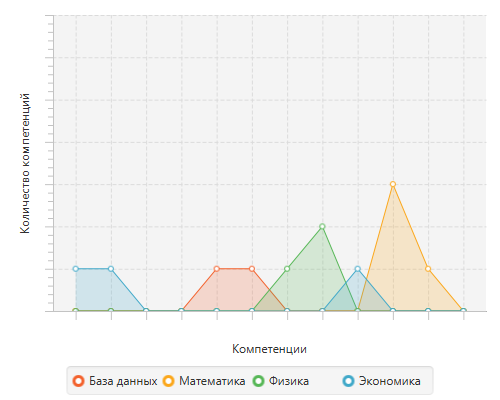 Количество компетенций
Компетенции
База данных Математика Физика Экономика